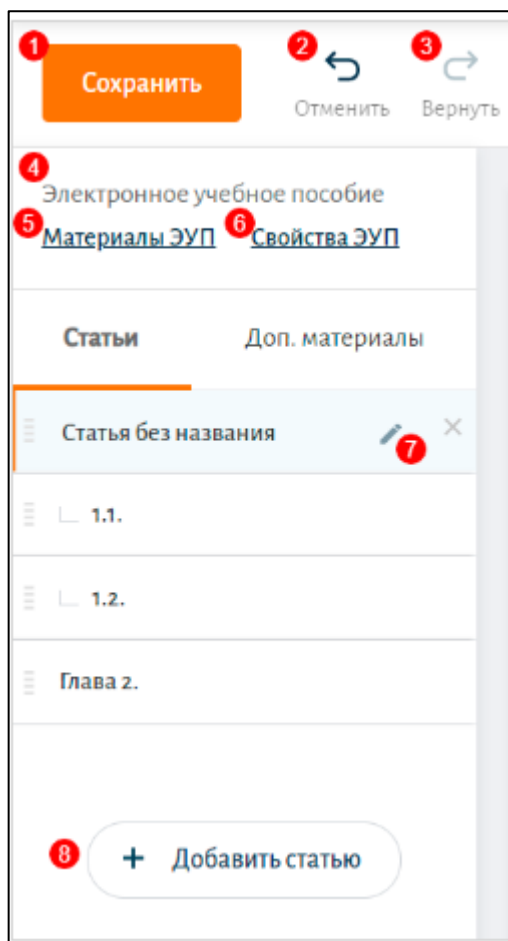 1 2 3
Сохранить
Отменить Вернуть
4
Электронное учебное пособие
5 Материалы ЭУП 6 Свойства ЭУП
Статьи Доп. материалы
Статья без названия
7
1.1.
1.2.
Глава 2.
8 + Добавить статью